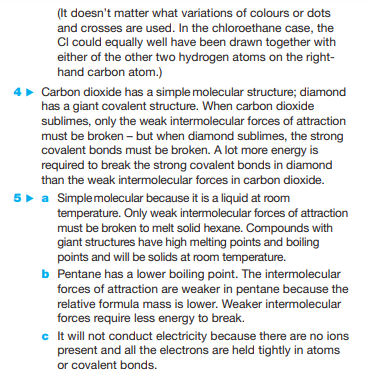 (It doesn't matter what variations of colours or dots
and crosses are used. In the chloroethane case, the
Cl could equally well have been drawn together with
either of the other two hydrogen atoms on the right-
hand carbon atom.)
4 ▶ Carbon dioxide has a simple molecular structure; diamond
has a giant covalent structure. When carbon dioxide
sublimes, only the weak intermolecular forces of attraction
must be broken – but when diamond sublimes, the strong
covalent bonds must be broken. A lot more energy is
required to break the strong covalent bonds in diamond
than the weak intermolecular forces in carbon dioxide.
5 ▶ a Simple molecular because it is a liquid at room
temperature. Only weak intermolecular forces of attraction
must be broken to melt solid hexane. Compounds with
giant structures have high melting points and boiling
points and will be solids at room temperature.
b Pentane has a lower boiling point. The intermolecular
forces of attraction are weaker in pentane because the
relative formula mass is lower. Weaker intermolecular
forces require less energy to break.
c It will not conduct electricity because there are no ions
present and all the electrons are held tightly in atoms
or covalent bonds.